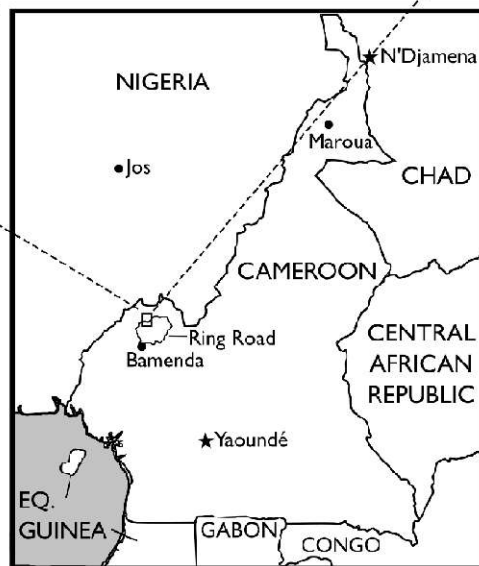 N'Djamena
NIGERIA
Maroua
Jos
CHAD
CAMEROON
Ring Road
Bamenda
CENTRAL
AFRICAN
REPUBLIC
Yaoundé
EQ.
GUINEA
GABON
CONGO